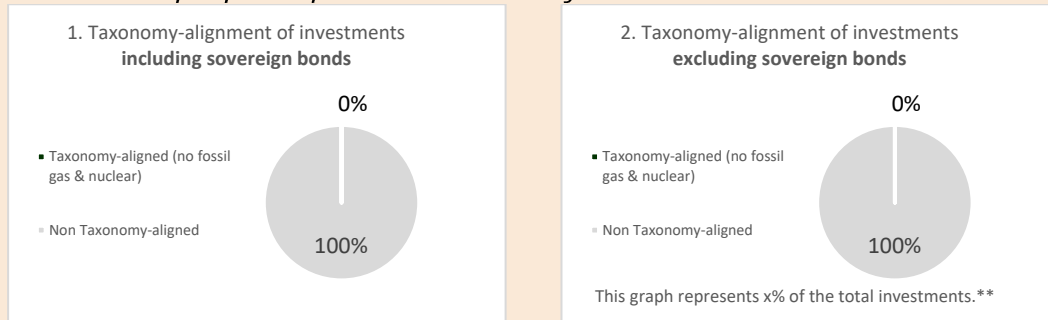 1. Taxonomy-alignment of investments
including sovereign bonds
0%
Taxonomy-aligned (no fossil
gas & nuclear)
Non Taxonomy-aligned
100%
2. Taxonomy-alignment of investments
excluding sovereign bonds
0%
Taxonomy-aligned (no fossil
gas & nuclear)
Non Taxonomy-aligned
100%
This graph represents x% of the total investments.**